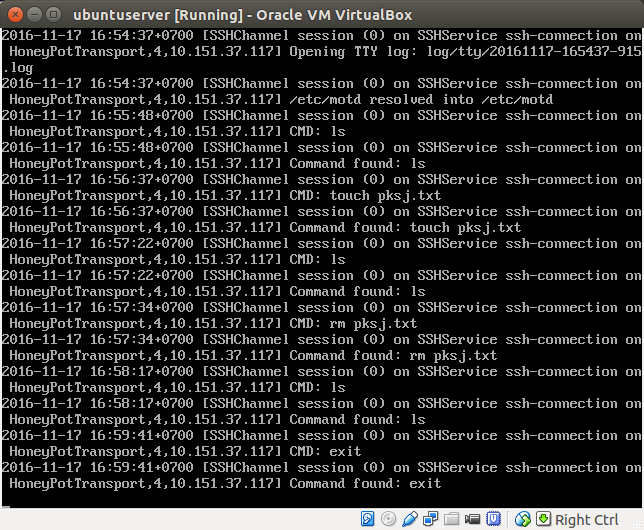 ubuntuserver [Running] - Oracle VM VirtualBox
2016-11-17 16:54:37+0700 [SSHChannel session (0) on SSHService ssh-connection on
HoneyPotTransport,4,10.151.37.117] Opening TTY log: log/tty/20161117-165437-915
.log
2016-11-17 16:54:37+0700 [SSHChannel session (0) on SSHService ssh-connection on
HoneyPotTransport,4,10.151.37.117] /etc/motd resolved into /etc/motd
2016-11-17 16:55:48+0700 [SSHChannel session (0) on SSHService ssh-connection on
HoneyPotTransport,4,10.151.37.117] CMD: ls
2016-11-17 16:55:48+0700 [SSHChannel session (0) on SSHService ssh-connection on
HoneyPotTransport,4,10.151.37.117] Command found: ls
2016-11-17 16:56:37+0700 [SSHChannel session (0) on SSHService ssh-connection on
HoneyPotTransport,4,10.151.37.117] CMD: touch pksj.txt
2016-11-17 16:56:37+0700 [SSHChannel session (0) on SSHService ssh-connection on
HoneyPotTransport,4,10.151.37.117] Command found: touch pksj.txt
2016-11-17 16:57:22+0700 [SSHChannel session (0) on SSHService ssh-connection on
HoneyPotTransport,4,10.151.37.117] CMD: ls
2016-11-17 16:57:22+0700 [SSHChannel session (0) on SSHService ssh-connection on
HoneyPotTransport,4,10.151.37.117] Command found: ls
2016-11-17 16:57:34+0700 [SSHChannel session (0) on SSHService ssh-connection on
HoneyPotTransport,4,10.151.37.117] CMD: rm pksj.txt
2016-11-17 16:57:34+0700 [SSHChannel session (0) on SSHService ssh-connection on
HoneyPotTransport,4,10.151.37.117] Command found: rm pksj.txt
2016-11-17 16:58:17+0700 [SSHChannel session (0) on SSHService ssh-connection on
HoneyPotTransport,4,10.151.37.117] CMD: ls
2016-11-17 16:58:17+0700 [SSHChannel session (0) on SSHService ssh-connection on
HoneyPotTransport,4,10.151.37.117] Command found: ls
2016-11-17 16:59:41+0700 [SSHChannel session (0) on SSHService ssh-connection on
HoneyPotTransport,4,10.151.37.117] CMD: exit
2016-11-17 16:59:41+0700 [SSHChannel session (0) on SSHService ssh-connection on
HoneyPotTransport,4,10.151.37.117] Command found: exit
Right Ctrl